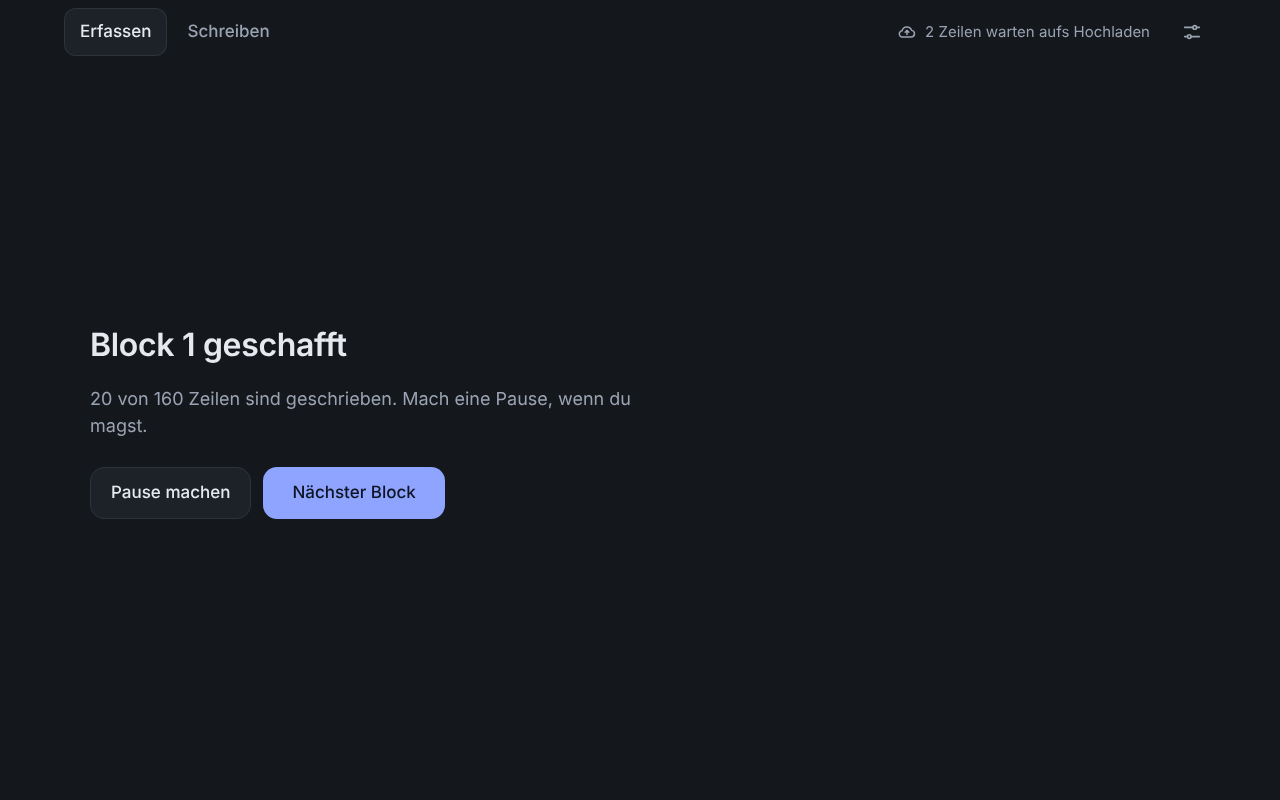 Erfassen
Schreiben
2 Zeilen warten aufs Hochladen
Block 1 geschafft
20 von 160 Zeilen sind geschrieben. Mach eine Pause, wenn du
magst.
Pause machen
Nächster Block